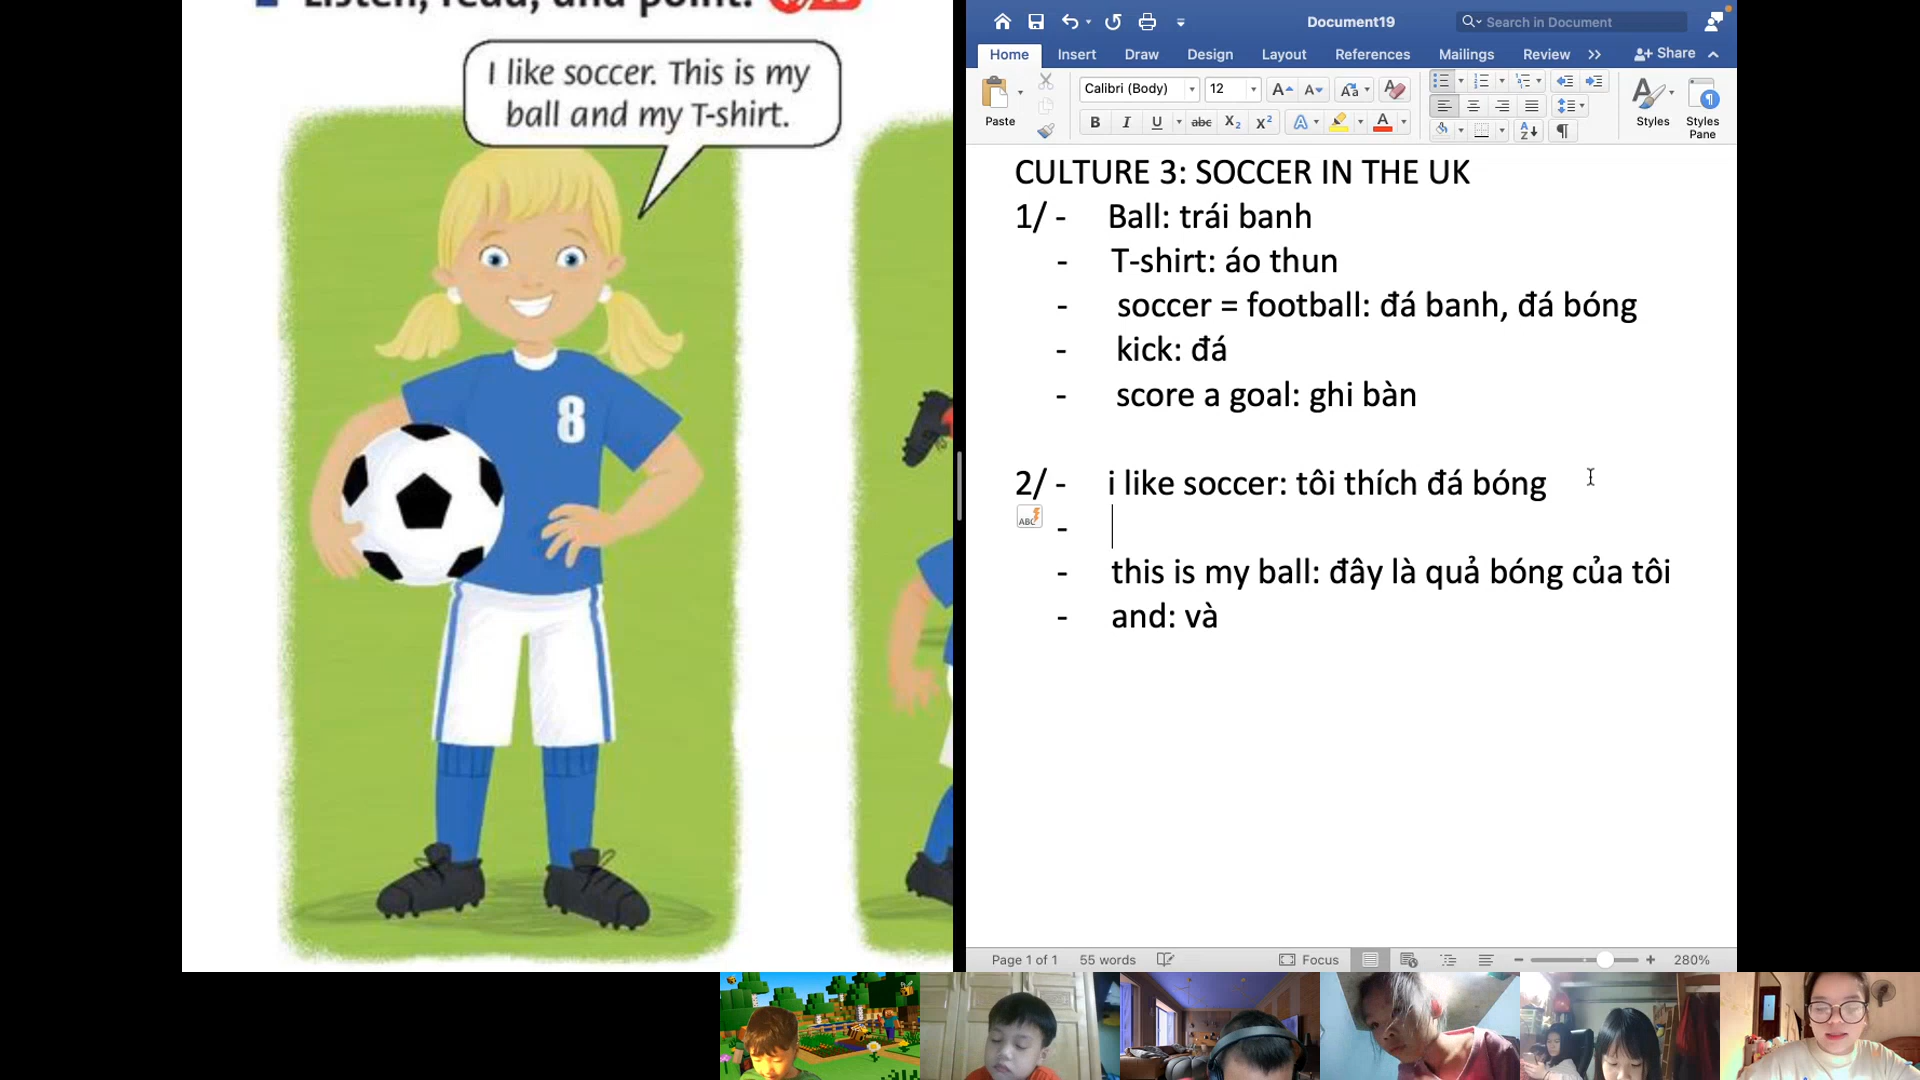 Listen, read, and point.
I like soccer. This is my
ball and my T-shirt.
8
Document19
Search in Document
Home Insert Draw Design Layout References Mailings Review >> Share
Paste
Calibri (Body) 12
Styles
Styles Pane
CULTURE 3: SOCCER IN THE UK
1/ - Ball: trái banh
- T-shirt: áo thun
- soccer = football: đá banh, đá bóng
- kick: đá
- score a goal: ghi bàn
2/ - i like soccer: tôi thích đá bóng
-
- this is my ball: đây là quả bóng của tôi
- and: và
Page 1 of 1 55 words Focus 280%